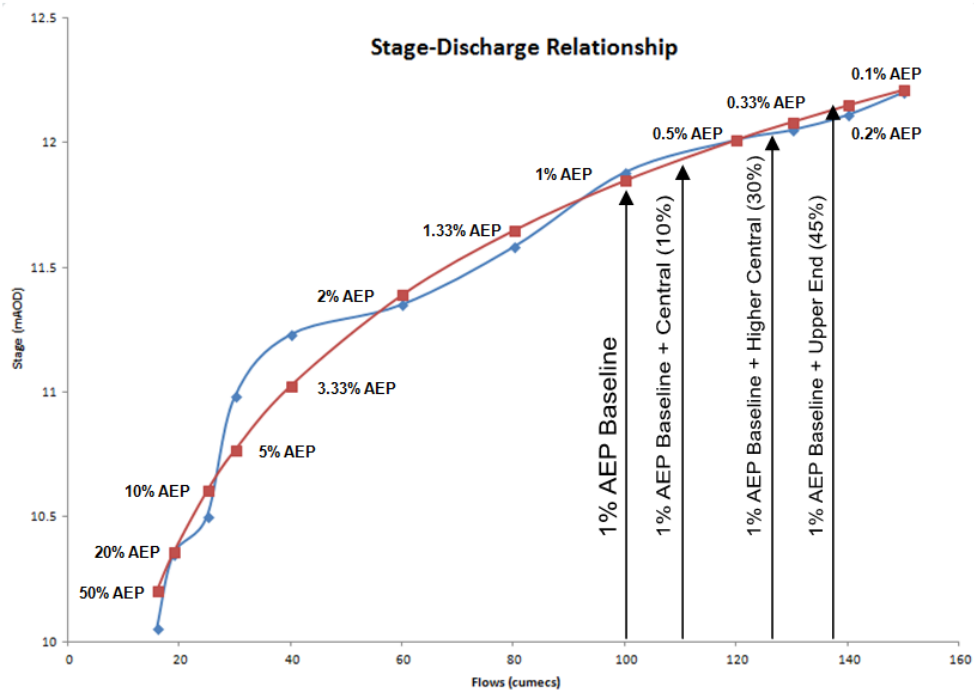 Stage-Discharge Relationship
12.5
12
11.5
11
10.5
10
Stage (mAOD)
0.1% AEP
0.33% AEP
0.5% AEP
0.2% AEP
1% AEP
1.33% AEP
2% AEP
3.33% AEP
5% AEP
10% AEP
20% AEP
50% AEP
1% AEP Baseline
1% AEP Baseline + Central (10%)
1% AEP Baseline + Higher Central (30%)
1% AEP Baseline + Upper End (45%)
0
20
40
60
80
100
120
140
160
Flows (cumecs)